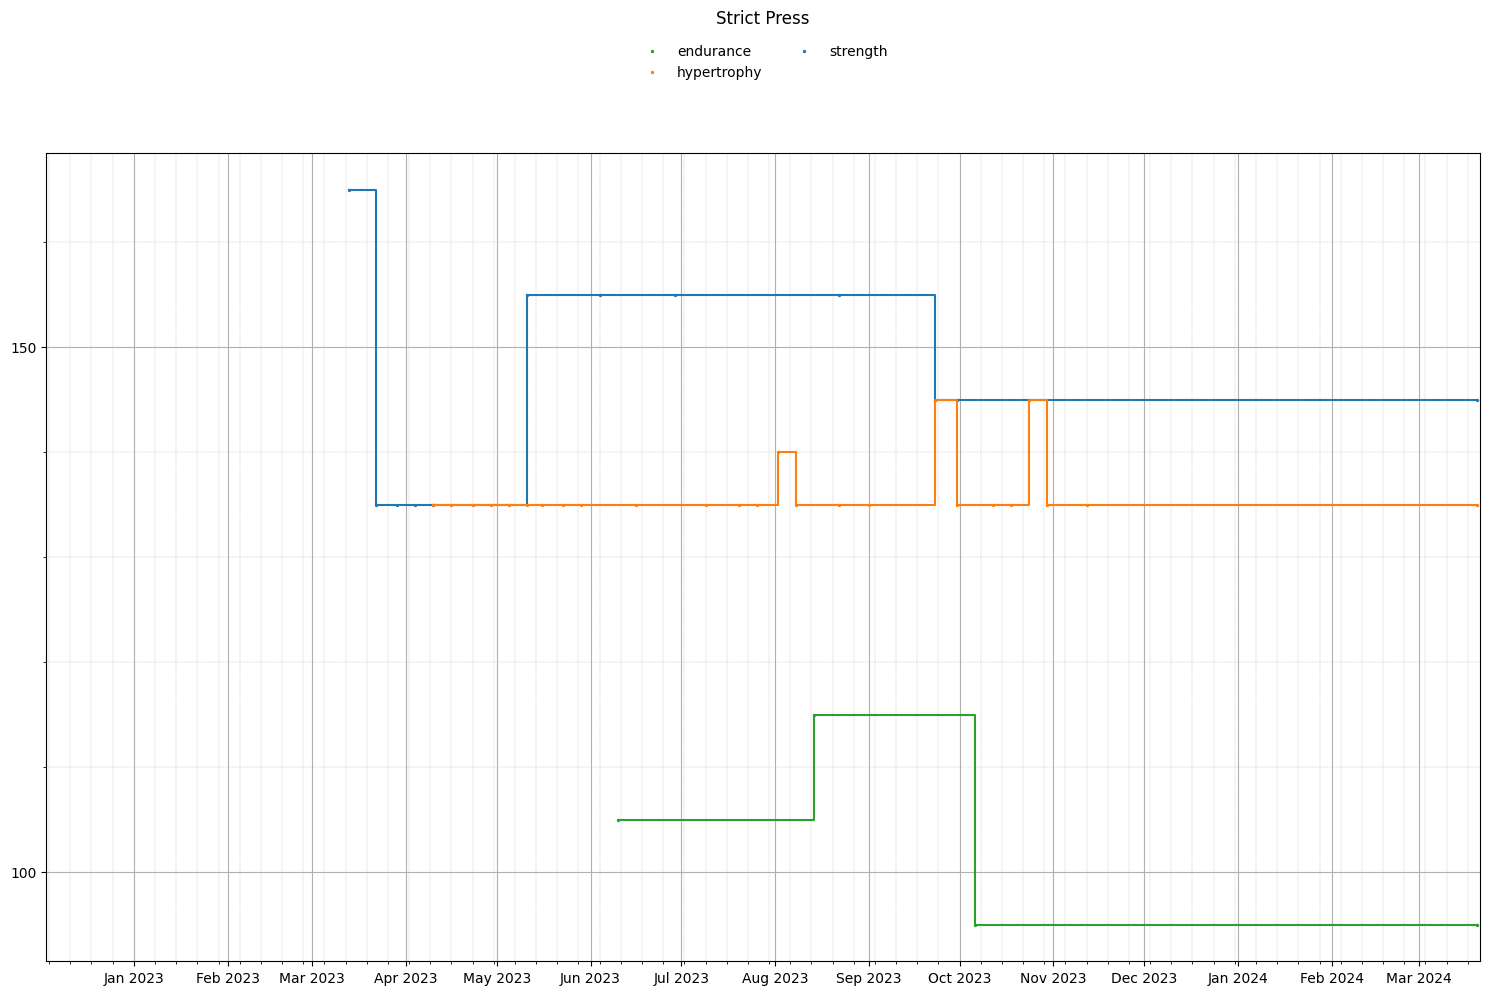 Strict Press
endurance
strength
hypertrophy
150
100
Jan 2023
Feb 2023
Mar 2023
Apr 2023
May 2023
Jun 2023
Jul 2023
Aug 2023
Sep 2023
Oct 2023
Nov 2023
Dec 2023
Jan 2024
Feb 2024
Mar 2024